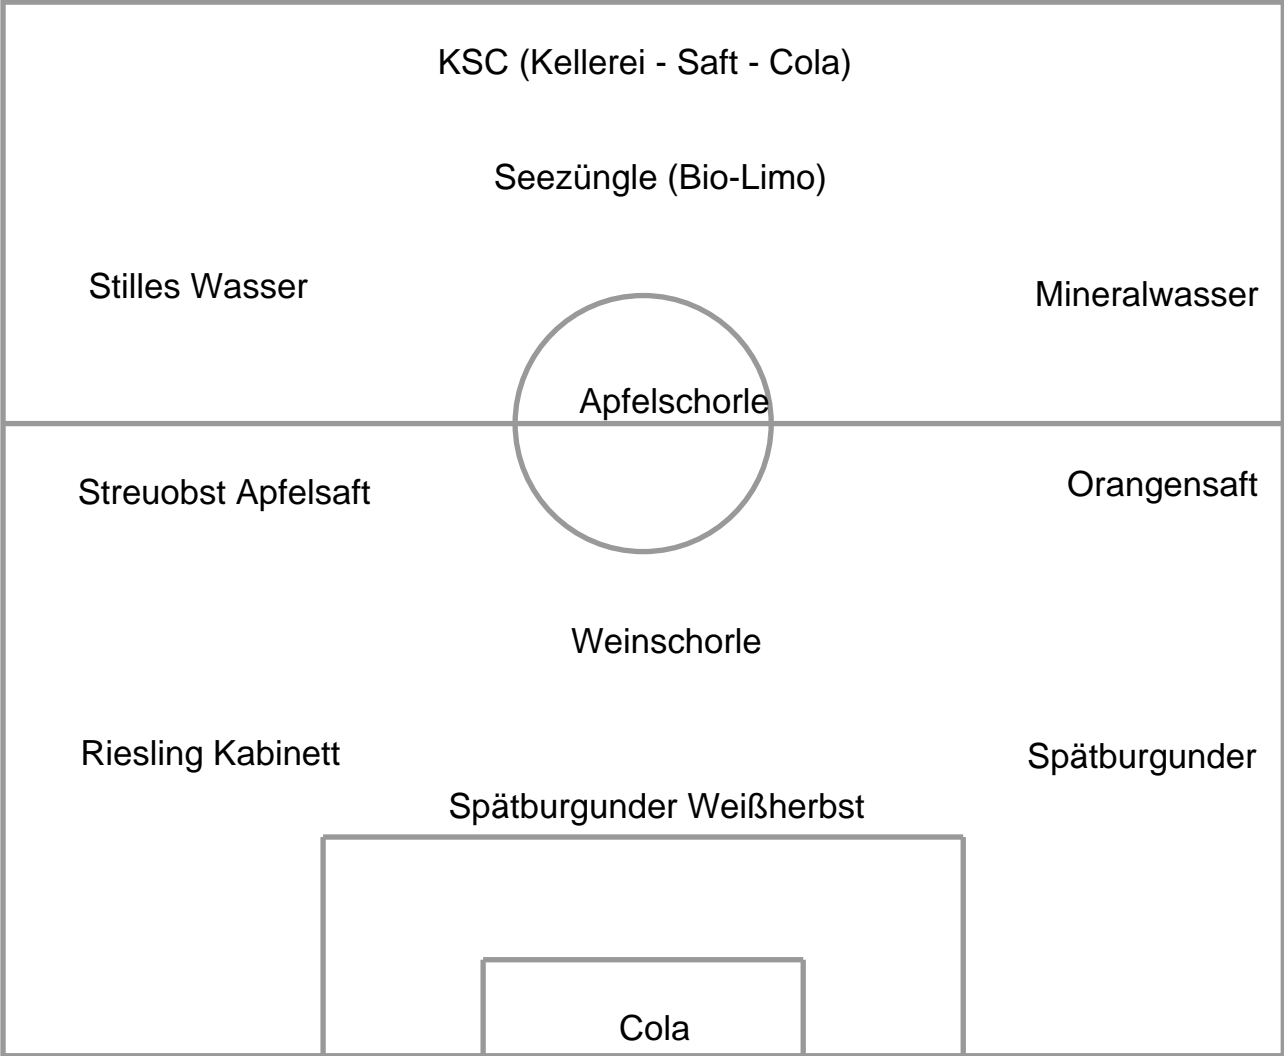 KSC (Kellerei - Saft - Cola)
Seezüngle (Bio-Limo)
Stilles Wasser
Mineralwasser
Apfelschorle
Streuobst Apfelsaft
Orangensaft
Weinschorle
Riesling Kabinett
Spätburgunder
Spätburgunder Weißherbst
Cola